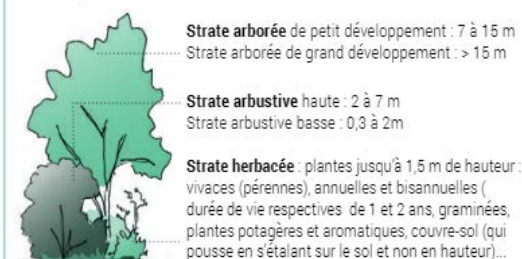 Strate arborée de petit développement : 7 à 15 m
Strate arborée de grand développement : > 15 m
Strate arbustive haute : 2 à 7 m
Strate arbustive basse : 0,3 à 2m
Strate herbacée : plantes jusqu'à 1,5 m de hauteur :
vivaces (pérennes), annuelles et bisannuelles (
durée de vie respectives de 1 et 2 ans, graminées,
plantes potagères et aromatiques, couvre-sol (qui
pousse en s'étalant sur le sol et non en hauteur)...